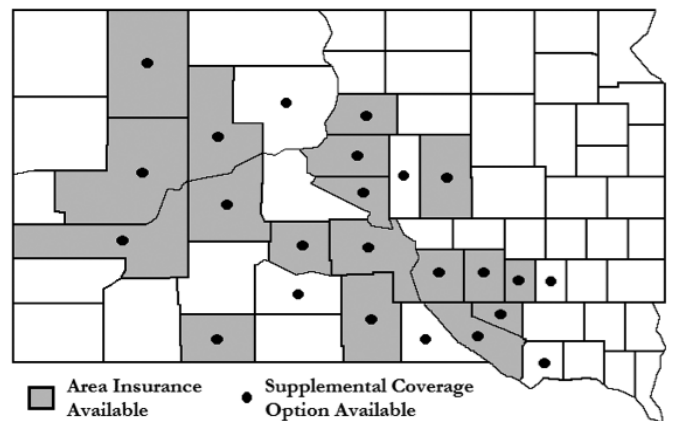 Area Insurance
Available
Supplemental Coverage
Option Available